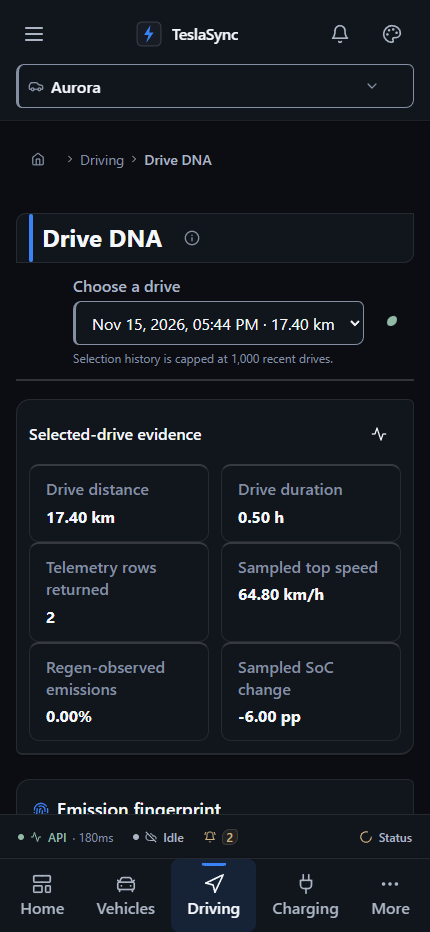 TeslaSync
Aurora
Driving
Drive DNA
Drive DNA
Choose a drive
Nov 15, 2026, 05:44 PM · 17.40 km
Selection history is capped at 1,000 recent drives.
Selected-drive evidence
Drive distance
17.40 km
Drive duration
0.50 h
Telemetry rows
returned
2
Sampled top speed
64.80 km/h
Regen-observed
emissions
0.00%
Sampled SoC
change
-6.00 pp
Emission fingerprint
API · 180ms
Idle
2
Status
Home
Vehicles
Driving
Charging
More